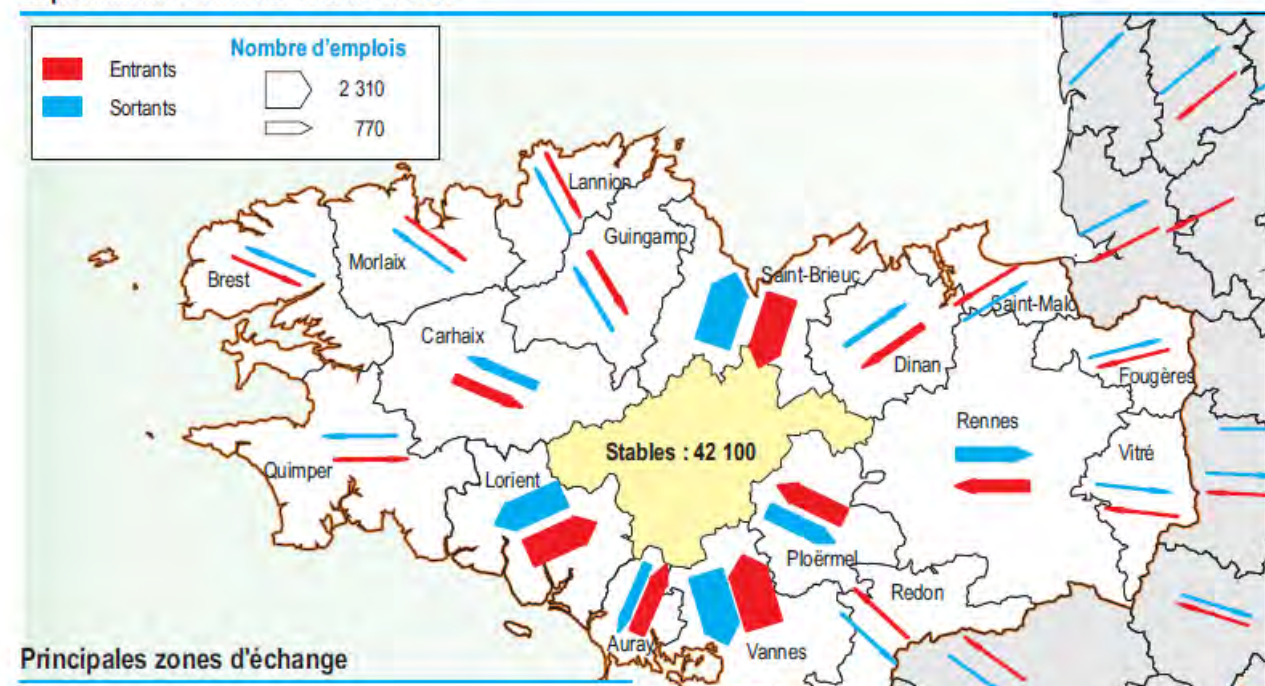 Nombre d'emplois
Entrants
2 310
Sortants
770
Lannion
Guingamp
Saint-Brieuc
Morlaix
Brest
Saint-Malo
Carhaix
Dinan
Fougères
Rennes
Stables : 42 100
Vitré
Quimper
Lorient
Ploërmel
Redon
Auray
Vannes
Principales zones d'échange